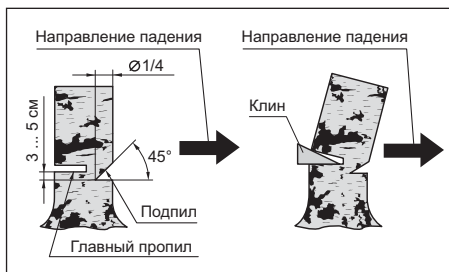 Направление падения
Ø1/4
3 ... 5 см
45°
Подпил
Главный пропил
Направление падения
Клин